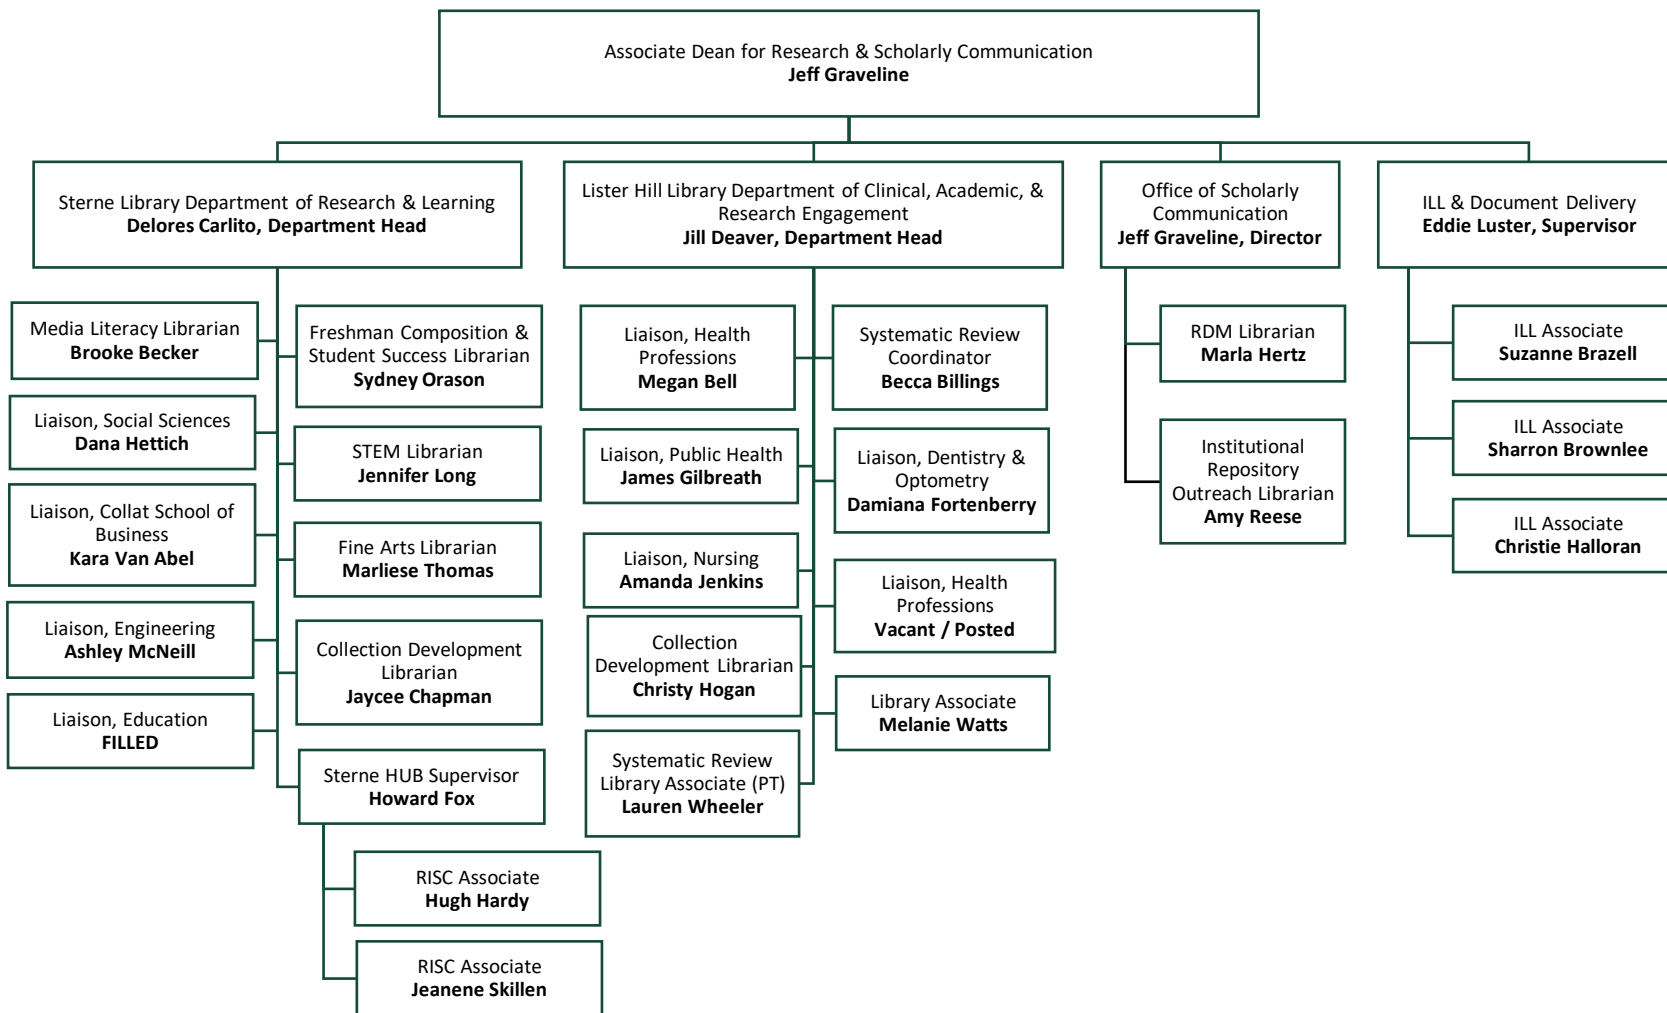 Associate Dean for Research & Scholarly Communication
Jeff Graveline
Sterne Library Department of Research & Learning
Delores Carlito, Department Head
Lister Hill Library Department of Clinical, Academic, &
Research Engagement
Jill Deaver, Department Head
Office of Scholarly
Communication
Jeff Graveline, Director
ILL & Document Delivery
Eddie Luster, Supervisor
Media Literacy Librarian
Brooke Becker
Freshman Composition &
Student Success Librarian
Sydney Orason
Liaison, Social Sciences
Dana Hettich
STEM Librarian
Jennifer Long
Liaison, Collat School of
Business
Kara Van Abel
Fine Arts Librarian
Marliese Thomas
Liaison, Engineering
Ashley McNeill
Collection Development
Librarian
Jaycee Chapman
Liaison, Education
FILLED
Sterne HUB Supervisor
Howard Fox
RISC Associate
Hugh Hardy
RISC Associate
Jeanene Skillen
Liaison, Health
Professions
Megan Bell
Systematic Review
Coordinator
Becca Billings
Liaison, Public Health
James Gilbreath
Liaison, Dentistry &
Optometry
Damiana Fortenberry
Liaison, Nursing
Amanda Jenkins
Liaison, Health
Professions
Vacant / Posted
Collection
Development Librarian
Christy Hogan
Library Associate
Melanie Watts
Systematic Review
Library Associate (PT)
Lauren Wheeler
RDM Librarian
Marla Hertz
Institutional
Repository
Outreach Librarian
Amy Reese
ILL Associate
Suzanne Brazell
ILL Associate
Sharron Brownlee
ILL Associate
Christie Halloran